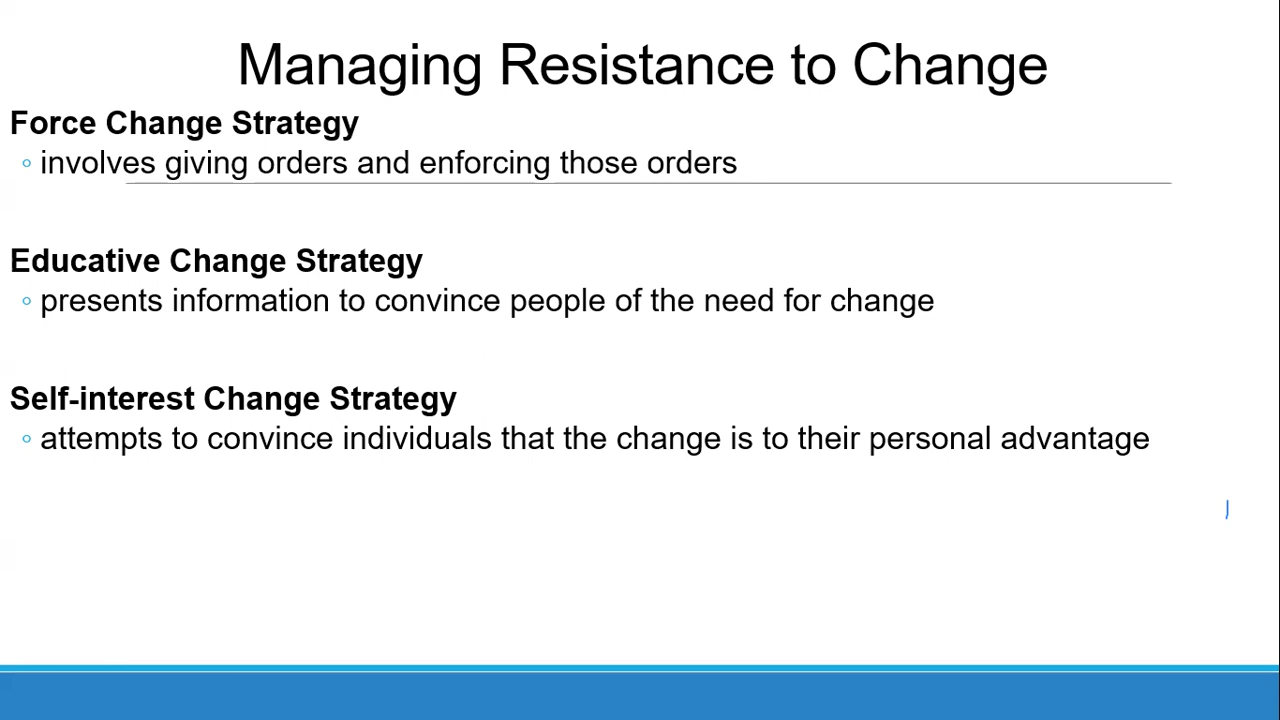 Managing Resistance to Change
Force Change Strategy
◦ involves giving orders and enforcing those orders
Educative Change Strategy
◦ presents information to convince people of the need for change
Self-interest Change Strategy
◦ attempts to convince individuals that the change is to their personal advantage